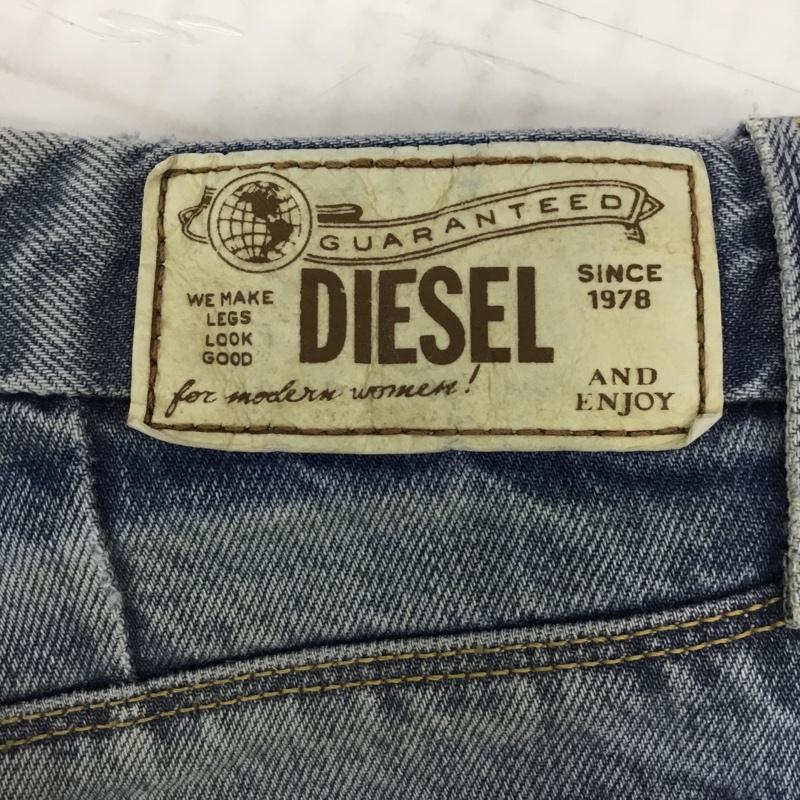 GUARANTEED
DIESEL
SINCE
1978
WE MAKE
LEGS
LOOK
GOOD
for modern women!
AND
ENJOY